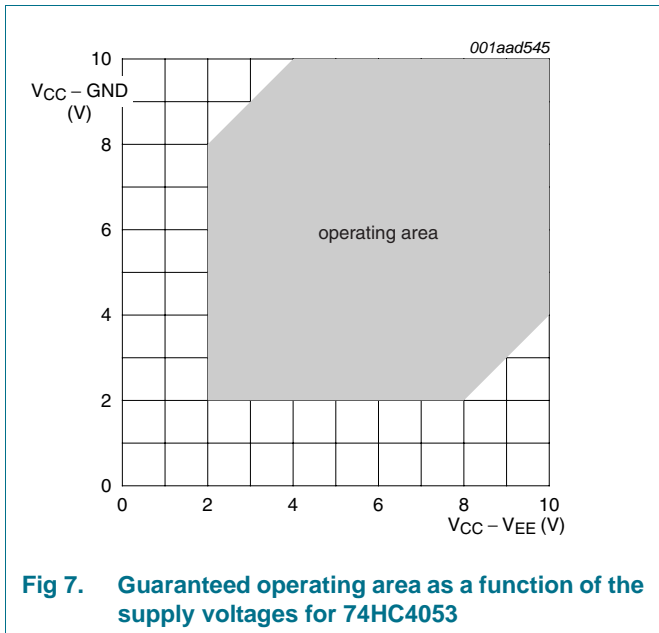 001aad545
10
VCC – GND
(V)
8
6
operating area
4
2
0
0 2 4 6 8 10
VCC – VEE (V)
Fig 7. Guaranteed operating area as a function of the
supply voltages for 74HC4053